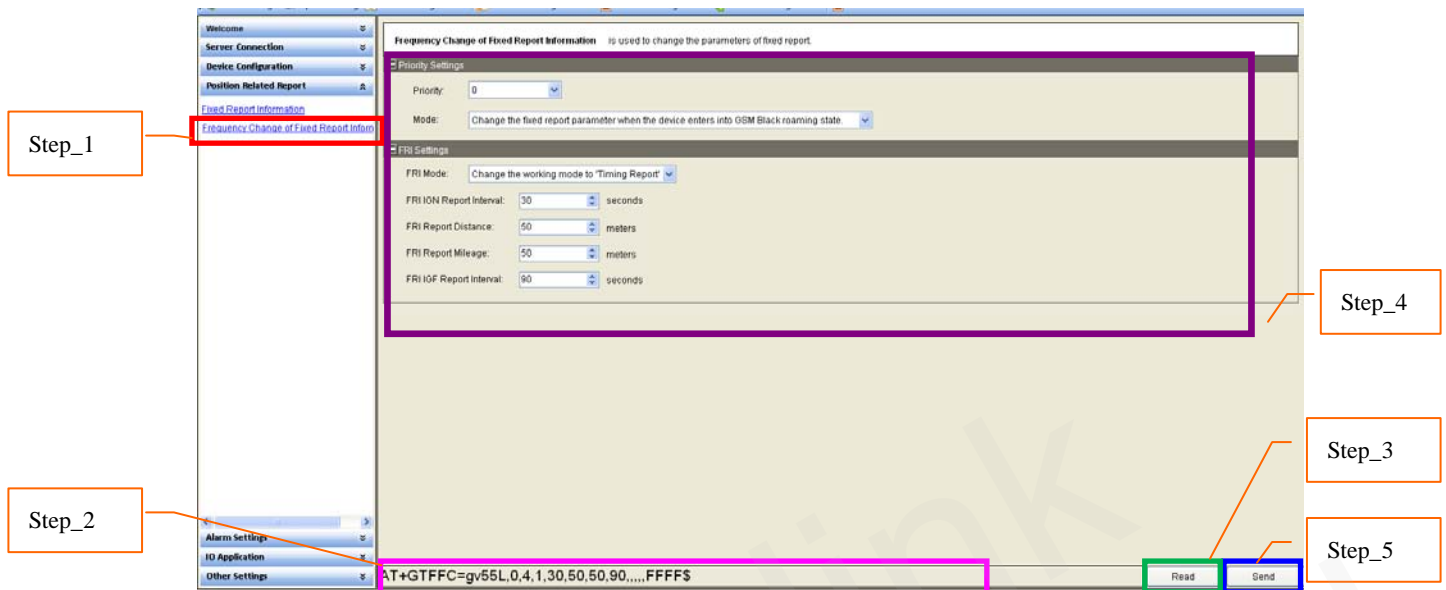 Welcome
Server Connection
Device Configuration
Position Related Report
Fixed Report Information
Frequency Change of Fixed Report Inform
Step_1
Frequency Change of Fixed Report Information is used to change the parameters of fixed report.
Priority Settings
Priority: 0
Mode: Change the fixed report parameter when the device enters into GSM Black roaming state.
FRI Settings
FRI Mode: Change the working mode to 'Timing Report'
FRI IGN Report Interval: 30 seconds
FRI Report Distance: 50 meters
FRI Report Mileage: 50 meters
FRI IGF Report Interval: 90 seconds
Step_4
Step_3
Step_2
Step_5
Alarm Settings
IO Application
Other Settings
AT+GTFFC=gv55L,0,4,1,30,50,50,90,,,,,FFFF$
Read
Send